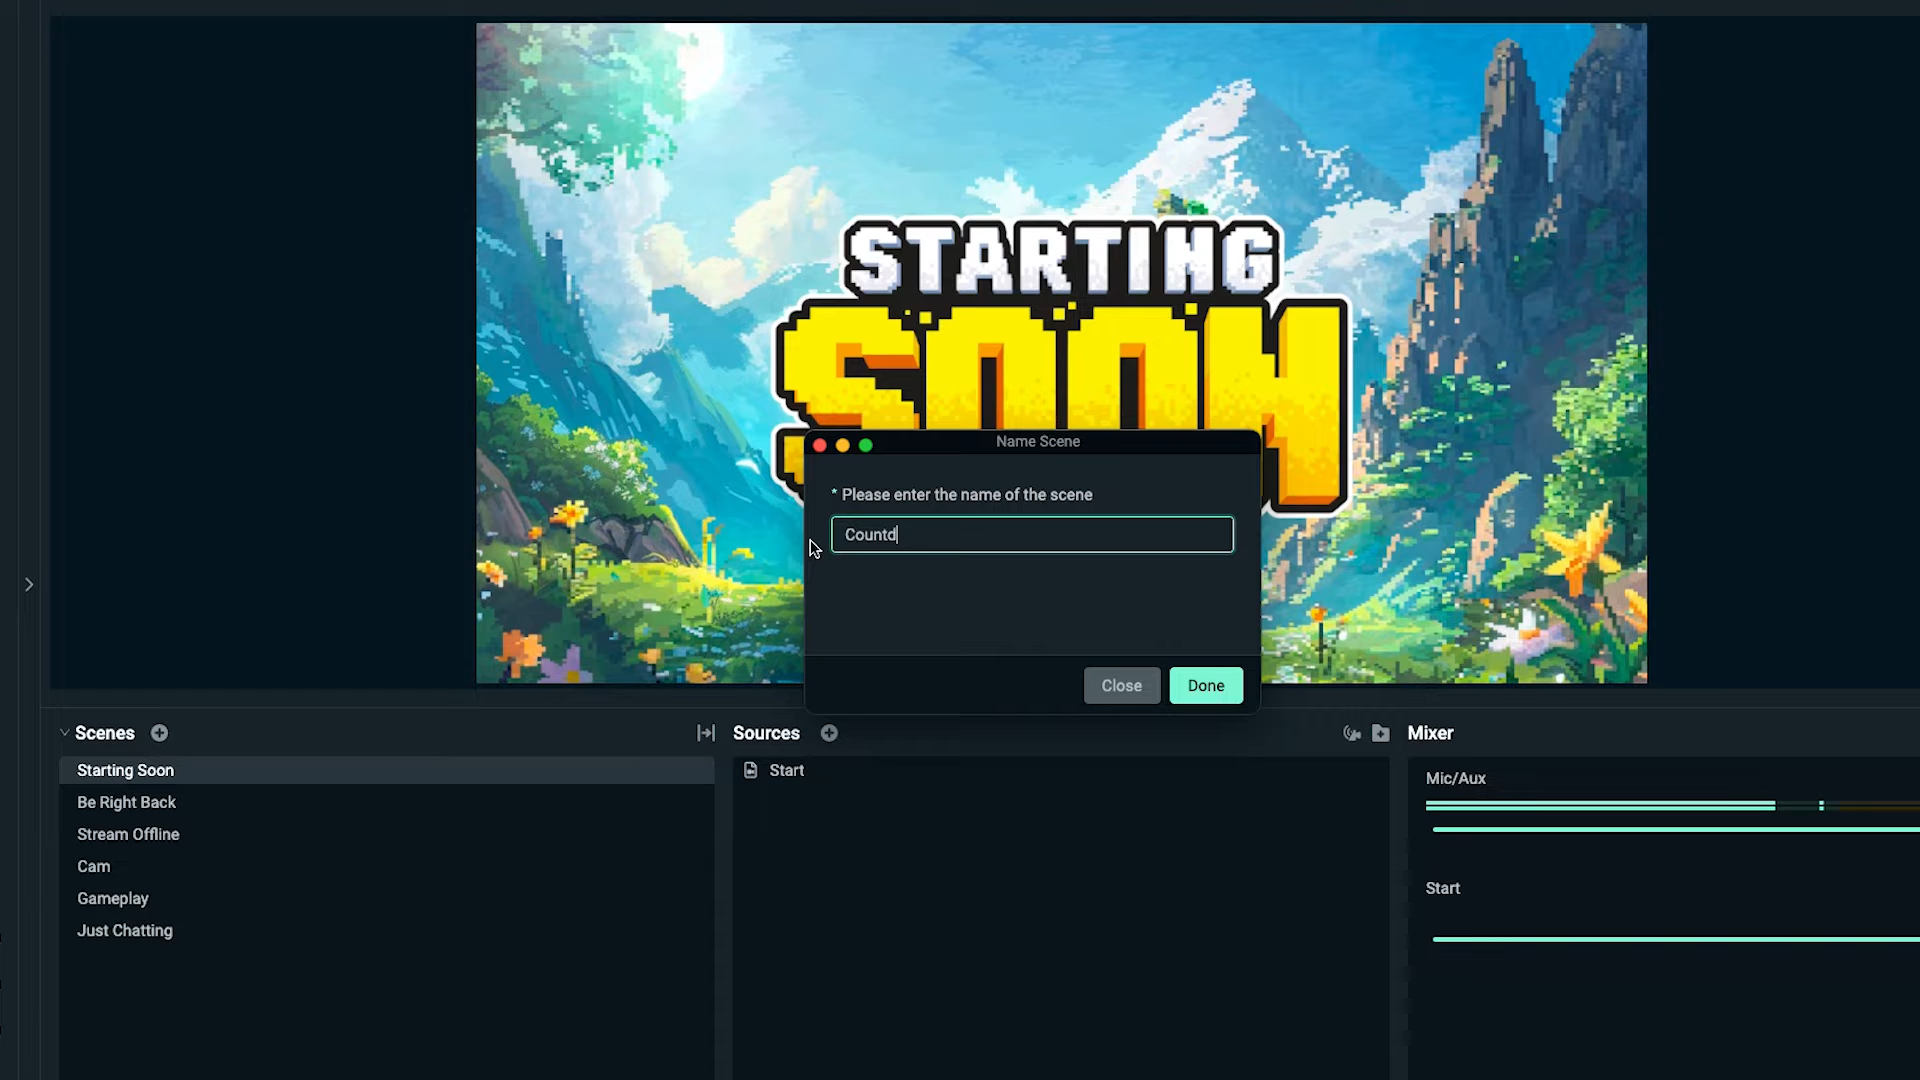 STARTING
SOON
Name Scene
* Please enter the name of the scene
Countd
Close
Done
Scenes
Sources
Mixer
Starting Soon
Be Right Back
Stream Offline
Cam
Gameplay
Just Chatting
Start
Mic/Aux
Start